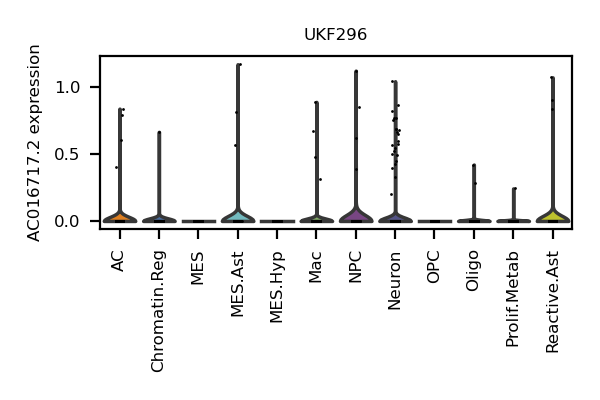 UKF296
AC016717.2 expression
1.0
0.5
0.0
AC
Chromatin.Reg
MES
MES.Ast
MES.Hyp
Mac
NPC
Neuron
OPC
Oligo
Prolif.Metab
Reactive.Ast